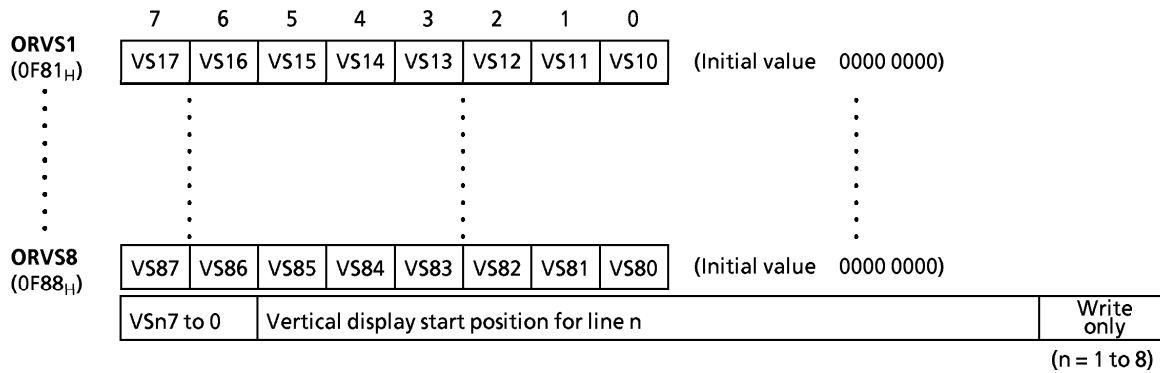 7 6 5 4 3 2 1 0
ORVS1
(0F81H)
VS17 VS16 VS15 VS14 VS13 VS12 VS11 VS10 (Initial value 0000 0000)
ORVS8
(0F88H)
VS87 VS86 VS85 VS84 VS83 VS82 VS81 VS80 (Initial value 0000 0000)
VSn7 to 0 Vertical display start position for line n Write only
(n = 1 to 8)